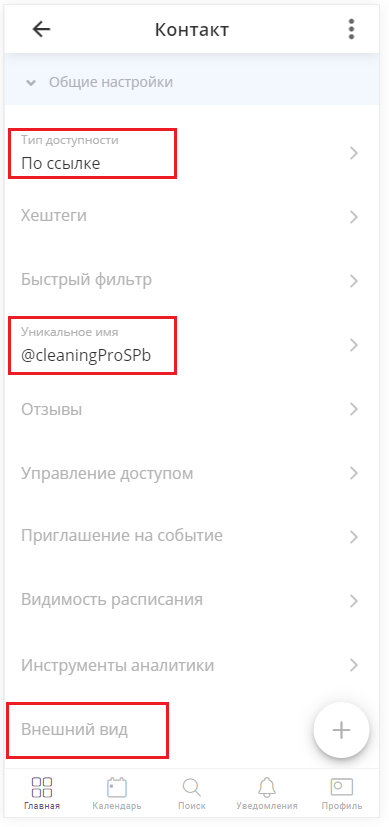 Контакт
Общие настройки
Тип доступности
По ссылке
Хештеги
Быстрый фильтр
Уникальное имя
@cleaningProSPb
Отзывы
Управление доступом
Приглашение на событие
Видимость расписания
Инструменты аналитики
Внешний вид
Главная Календарь Поиск Уведомления Профиль